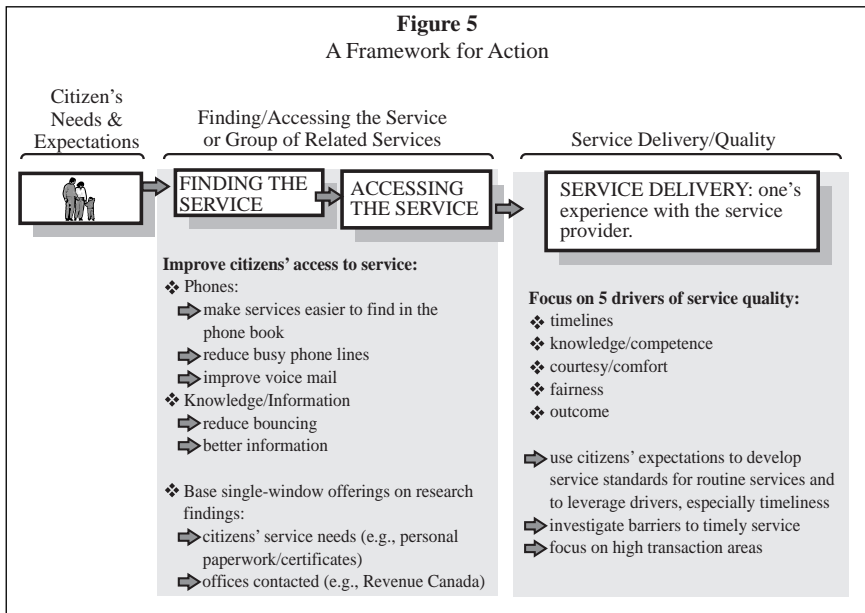 Figure 5
A Framework for Action
Citizen's
Needs &
Expectations
Finding/Accessing the Service
or Group of Related Services
Service Delivery/Quality
FINDING THE
SERVICE
ACCESSING
THE SERVICE
SERVICE DELIVERY: one's
experience with the service
provider.
Improve citizens' access to service:
❖ Phones:
make services easier to find in the
phone book
reduce busy phone lines
improve voice mail
❖ Knowledge/Information
reduce bouncing
better information
❖ Base single-window offerings on research
findings:
citizens' service needs (e.g., personal
paperwork/certificates)
offices contacted (e.g., Revenue Canada)
Focus on 5 drivers of service quality:
❖ timelines
❖ knowledge/competence
❖ courtesy/comfort
❖ fairness
❖ outcome
use citizens' expectations to develop
service standards for routine services and
to leverage drivers, especially timeliness
investigate barriers to timely service
focus on high transaction areas